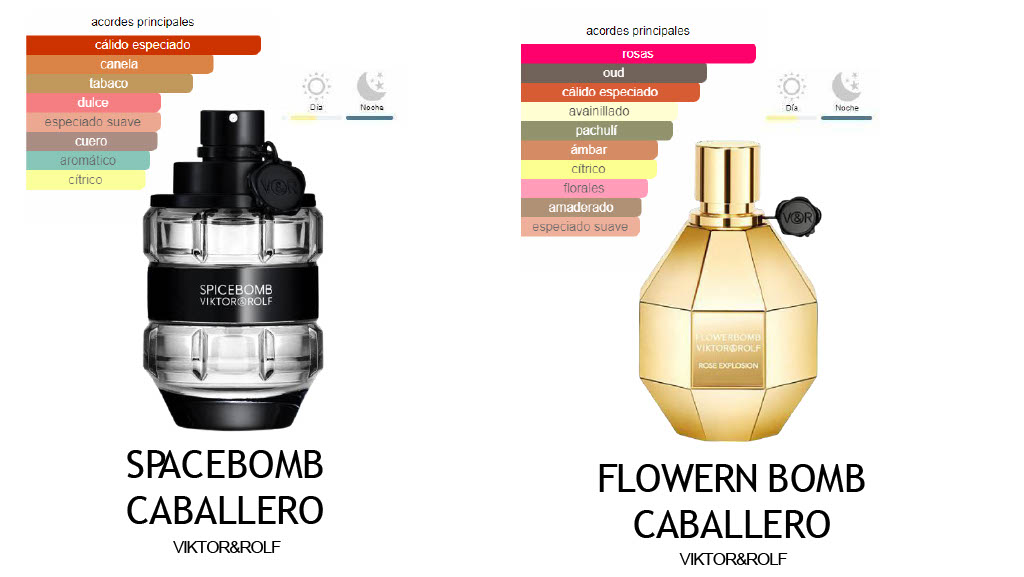 acordes principales
cálido especiado
canela
tabaco
dulce
especiado suave
cuero
aromático
cítrico
Día
Noche
V&R
SPICEBOMB
VIKTOR&ROLF
SPACEBOMB
CABALLERO
VIKTOR&ROLF
acordes principales
rosas
oud
cálido especiado
avainillado
pachulí
ámbar
cítrico
florales
amaderado
especiado suave
Día
Noche
V&R
FLOWERBOMB
VIKTOR&ROLF
ROSE EXPLOSION
FLOWERN BOMB
CABALLERO
VIKTOR&ROLF